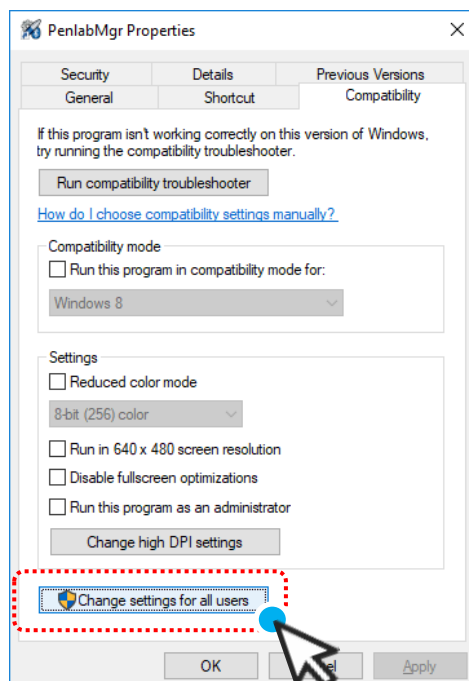 PenlabMgr Properties
Security Details Previous Versions
General Shortcut Compatibility
If this program isn't working correctly on this version of Windows,
try running the compatibility troubleshooter.
Run compatibility troubleshooter
How do I choose compatibility settings manually?
Compatibility mode
Run this program in compatibility mode for:
Windows 8
Settings
Reduced color mode
8-bit (256) color
Run in 640 x 480 screen resolution
Disable fullscreen optimizations
Run this program as an administrator
Change high DPI settings
Change settings for all users
OK Apply